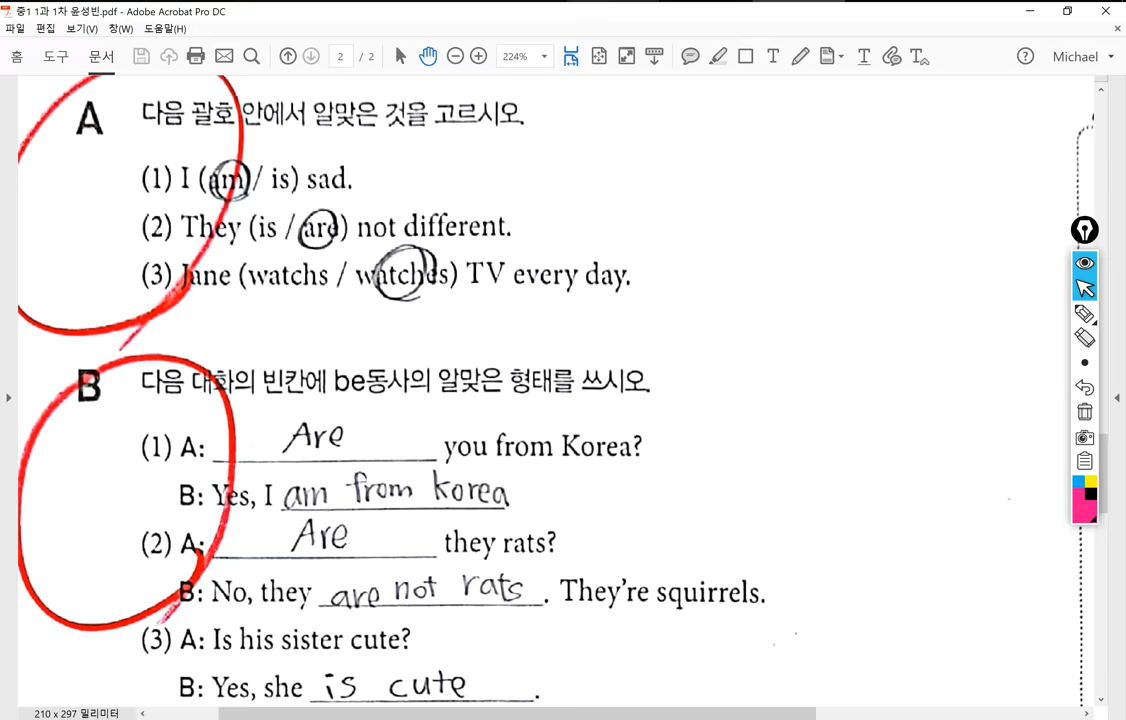 중1 1과 1차 윤성빈.pdf - Adobe Acrobat Pro DC
파일 편집 보기(V) 창(W) 도움말(H)
홈 도구 문서 2 / 2 224% Michael
A 다음 괄호 안에서 알맞은 것을 고르시오.
(1) I (am / is) sad.
(2) They (is / are) not different.
(3) Jane (watchs / watches) TV every day.
B 다음 대화의 빈칸에 be동사의 알맞은 형태를 쓰시오.
(1) A: Are you from Korea?
B: Yes, I am from korea
(2) A: Are they rats?
B: No, they are not rats . They're squirrels.
(3) A: Is his sister cute?
B: Yes, she is cute .
210 x 297 밀리미터